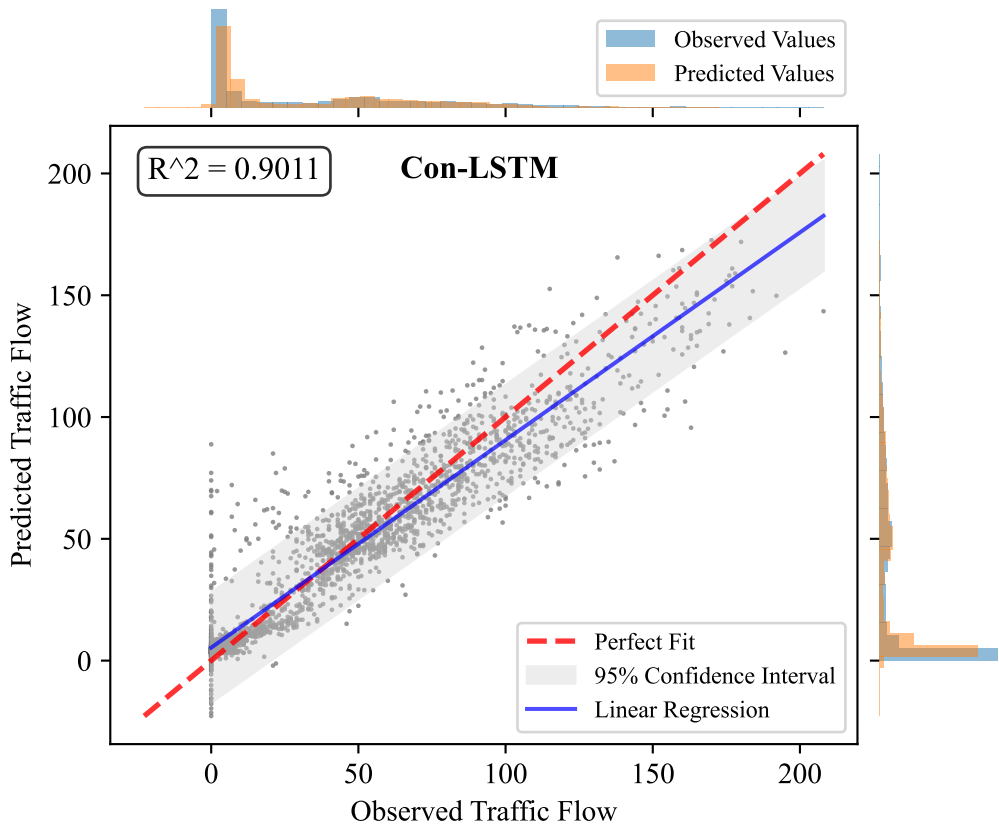 Observed Values
Predicted Values
R^2 = 0.9011
Con-LSTM
200
150
100
50
0
Predicted Traffic Flow
Perfect Fit
95% Confidence Interval
Linear Regression
0 50 100 150 200
Observed Traffic Flow